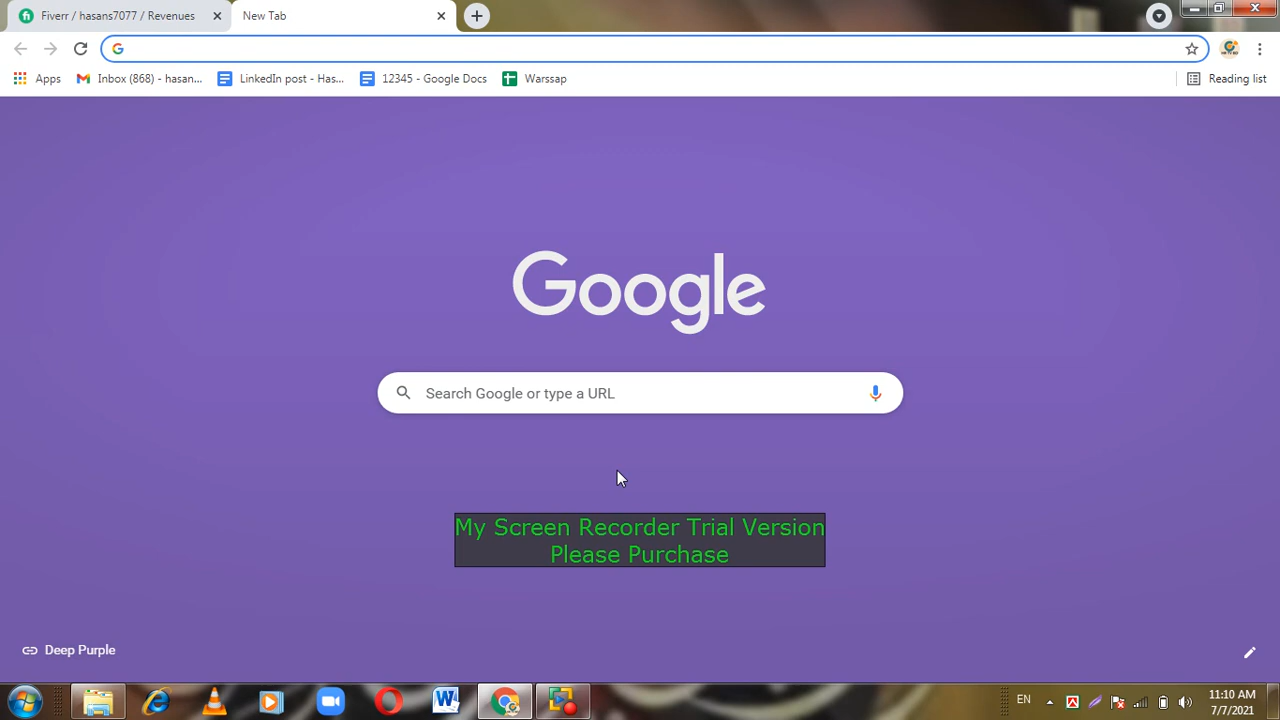 Fiverr / hasans7077 / Revenues
New Tab
Apps
Inbox (868) - hasan...
LinkedIn post - Has...
12345 - Google Docs
Warssap
Reading list
Google
Search Google or type a URL
My Screen Recorder Trial Version
Please Purchase
Deep Purple
EN
11:10 AM
7/7/2021